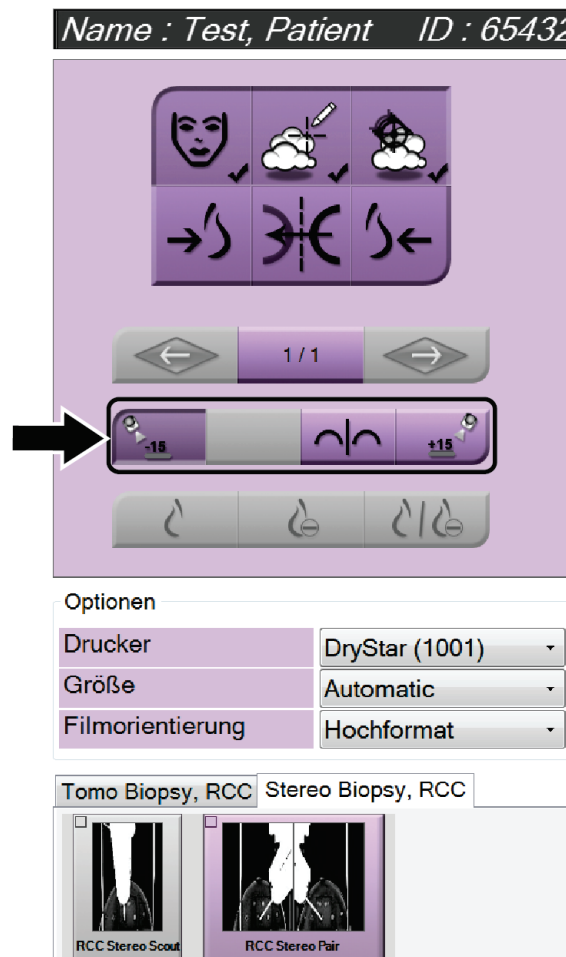 Name : Test, Patient ID : 65432
1 / 1
-15 +15
Optionen
Drucker DryStar (1001)
Größe Automatic
Filmorientierung Hochformat
Tomo Biopsy, RCC Stereo Biopsy, RCC
RCC Stereo Scout RCC Stereo Pair